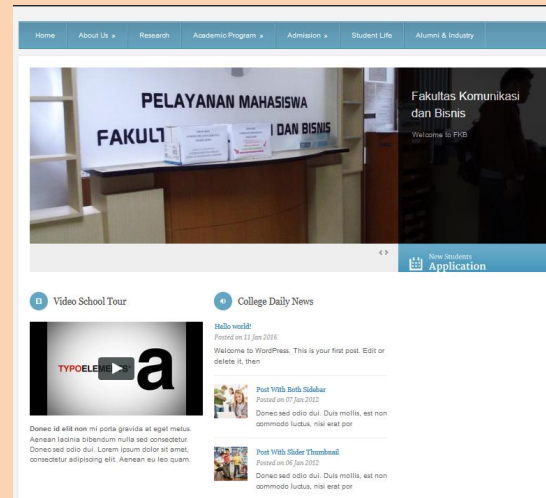 Home About Us » Research Academic Program » Admission » Student Life Alumni & Industry
PELAYANAN MAHASISWA
FAKULT I DAN BISNIS
Fakultas Komunikasi
dan Bisnis
Welcome to FKB
New Students
Application
Video School Tour
TYPOELEMENTS
a
Donec id elit non mi porta gravida at eget metus.
Aenean lacinia bibendum nulla sed consectetur.
Donec sed odio dui. Lorem ipsum dolor sit amet,
consectetur adipiscing elit. Aenean eu leo quam.
College Daily News
Hello world!
Posted on 11 Jan 2016
Welcome to WordPress. This is your first post. Edit or
delete it, then
Post With Both Sidebar
Posted on 07 Jan 2012
Donec sed odio dui. Duis mollis, est non
commodo luctus, nisi erat por
Post With Slider Thumbnail
Posted on 06 Jan 2012
Donec sed odio dui. Duis mollis, est non
commodo luctus, nisi erat por